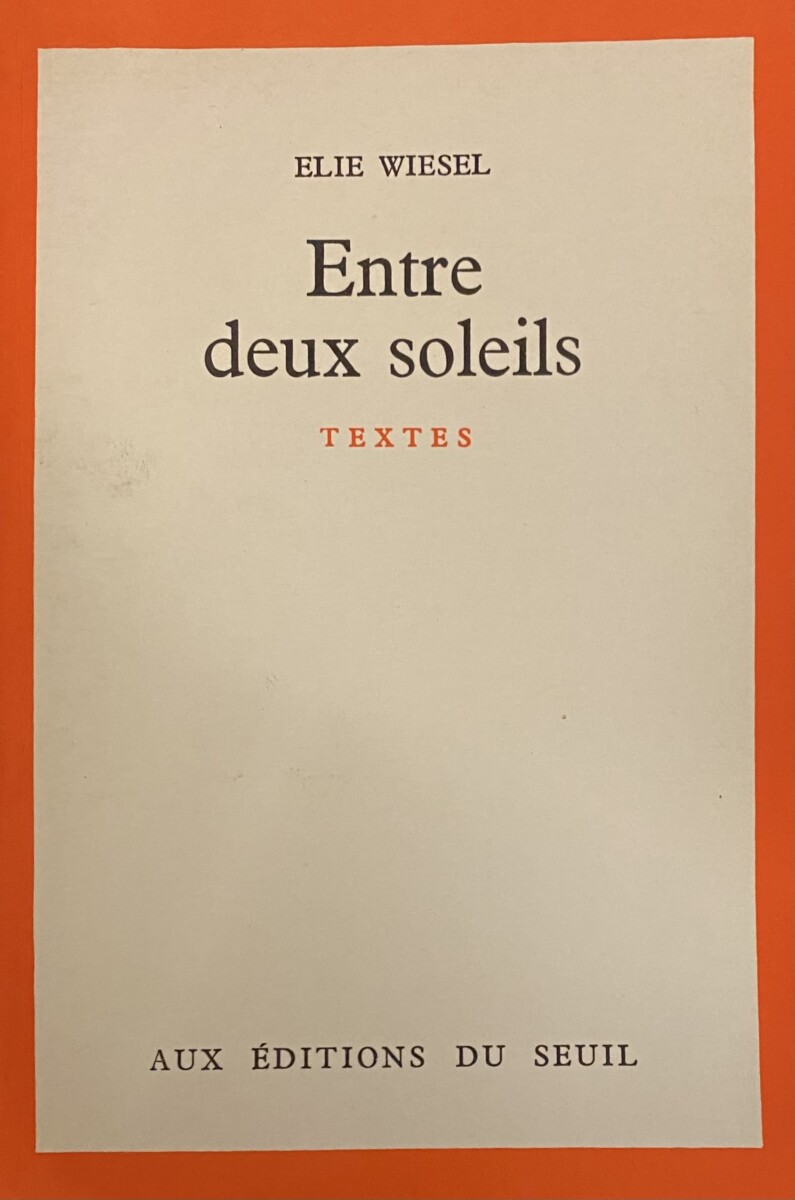 ELIE WIESEL
Entre
deux soleils
TEXTES
AUX ÉDITIONS DU SEUIL